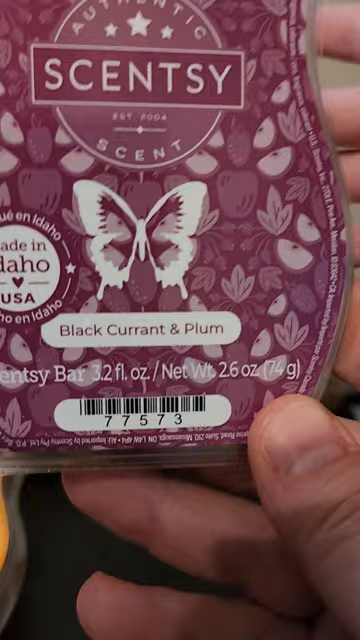 AUTHENTIC
SCENTSY
EST. 2004
SCENT
ué en Idaho
ade in
daho
USA
ho en Idaho
Black Currant & Plum
entsy Bar 3.2 fl. oz. / Net Wt. 2.6 oz (74 g)
77573